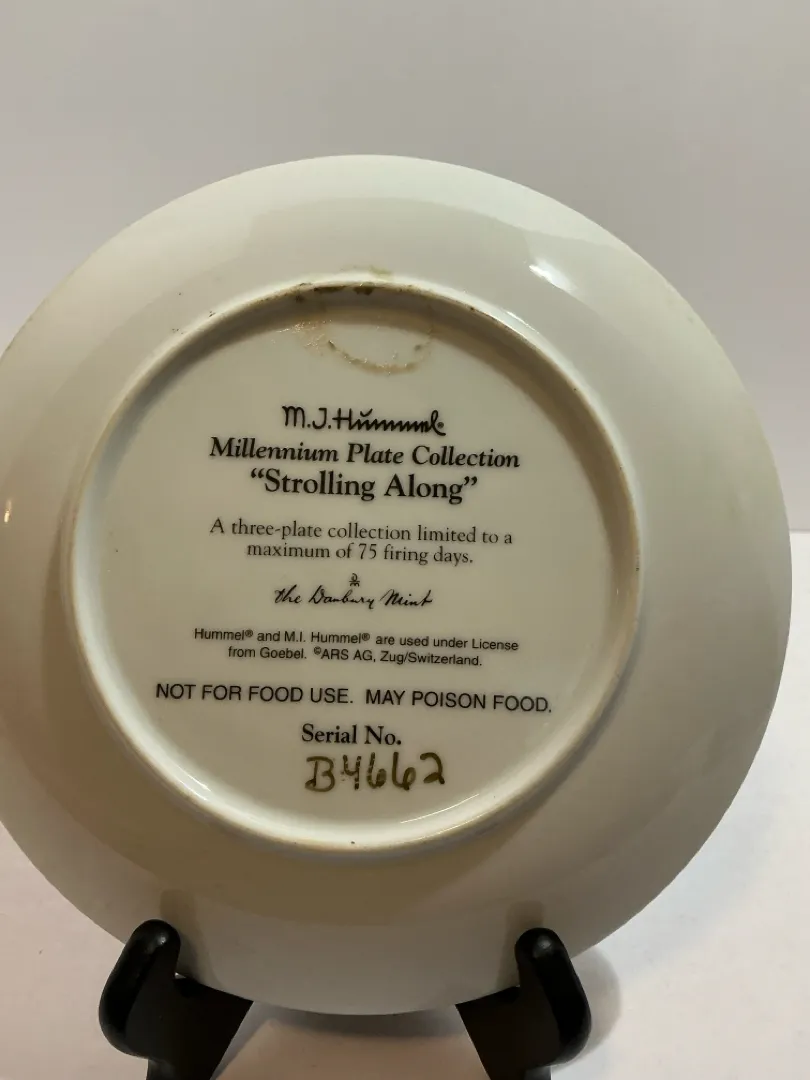 M.J.Hummel®
Millennium Plate Collection
“Strolling Along”
A three-plate collection limited to a
maximum of 75 firing days.
the Danbury Mint
Hummel® and M.I. Hummel® are used under License
from Goebel. ©ARS AG, Zug/Switzerland.
NOT FOR FOOD USE. MAY POISON FOOD.
Serial No.
B4662